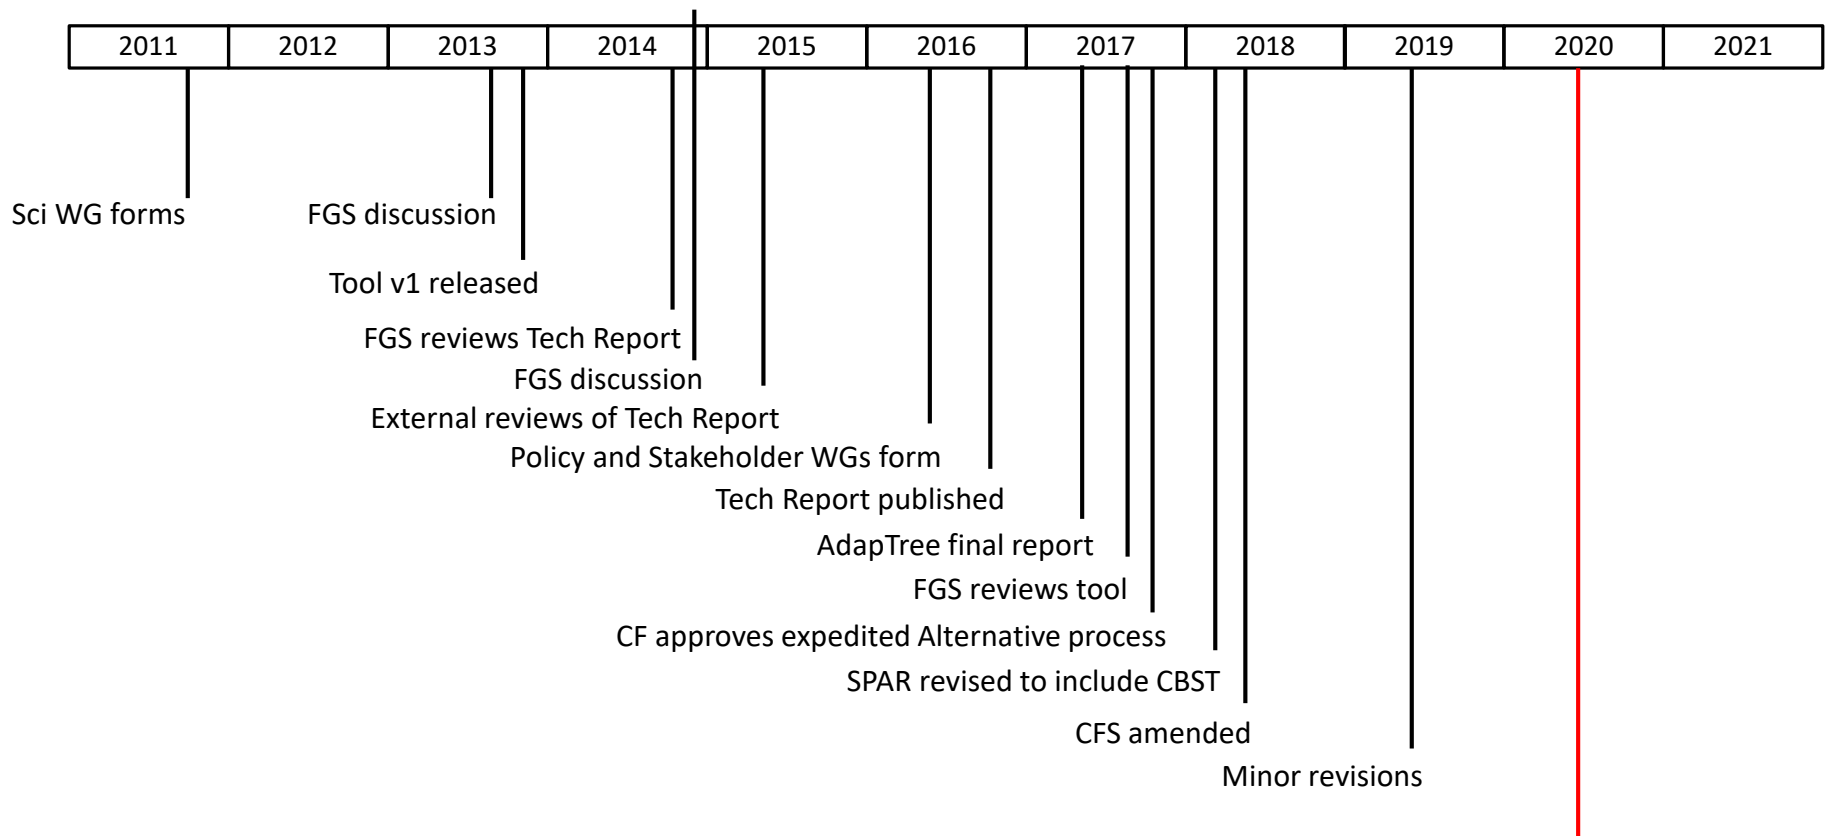 2011 2012 2013 2014 2015 2016 2017 2018 2019 2020 2021
Sci WG forms
FGS discussion
Tool v1 released
FGS reviews Tech Report
FGS discussion
External reviews of Tech Report
Policy and Stakeholder WGs form
Tech Report published
AdapTree final report
FGS reviews tool
CF approves expedited Alternative process
SPAR revised to include CBST
CFS amended
Minor revisions